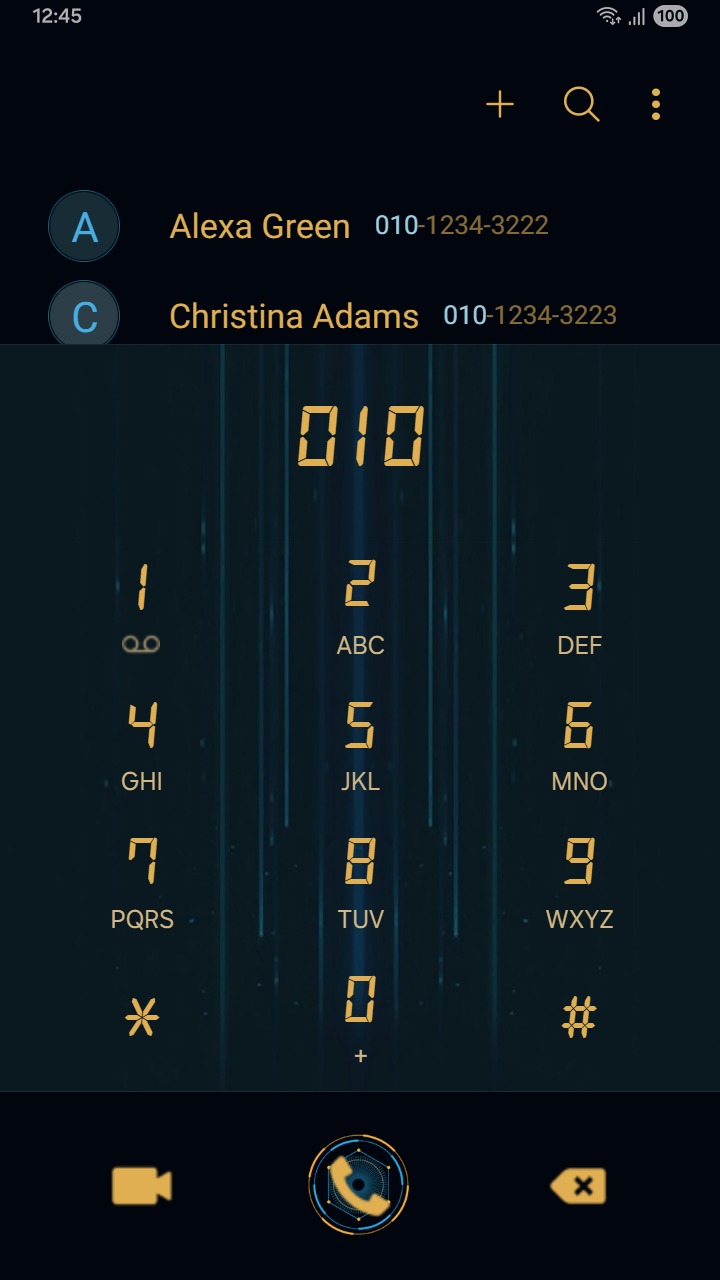 12:45 100
A Alexa Green 010-1234-3222
C Christina Adams 010-1234-3223
010
1 2 3
ABC DEF
4 5 6
GHI JKL MNO
7 8 9
PQRS TUV WXYZ
* 0 #
+